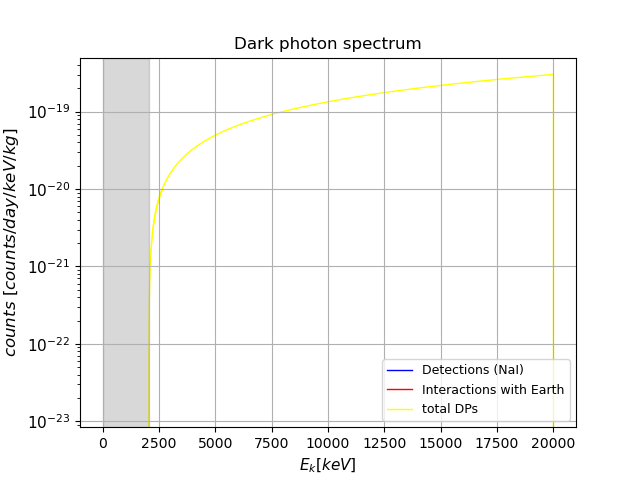 Dark photon spectrum
counts [counts/day/keV/kg]
10⁻¹⁹
10⁻²⁰
10⁻²¹
10⁻²²
10⁻²³
Detections (NaI)
Interactions with Earth
total DPs
0 2500 5000 7500 10000 12500 15000 17500 20000
Eₖ[keV]